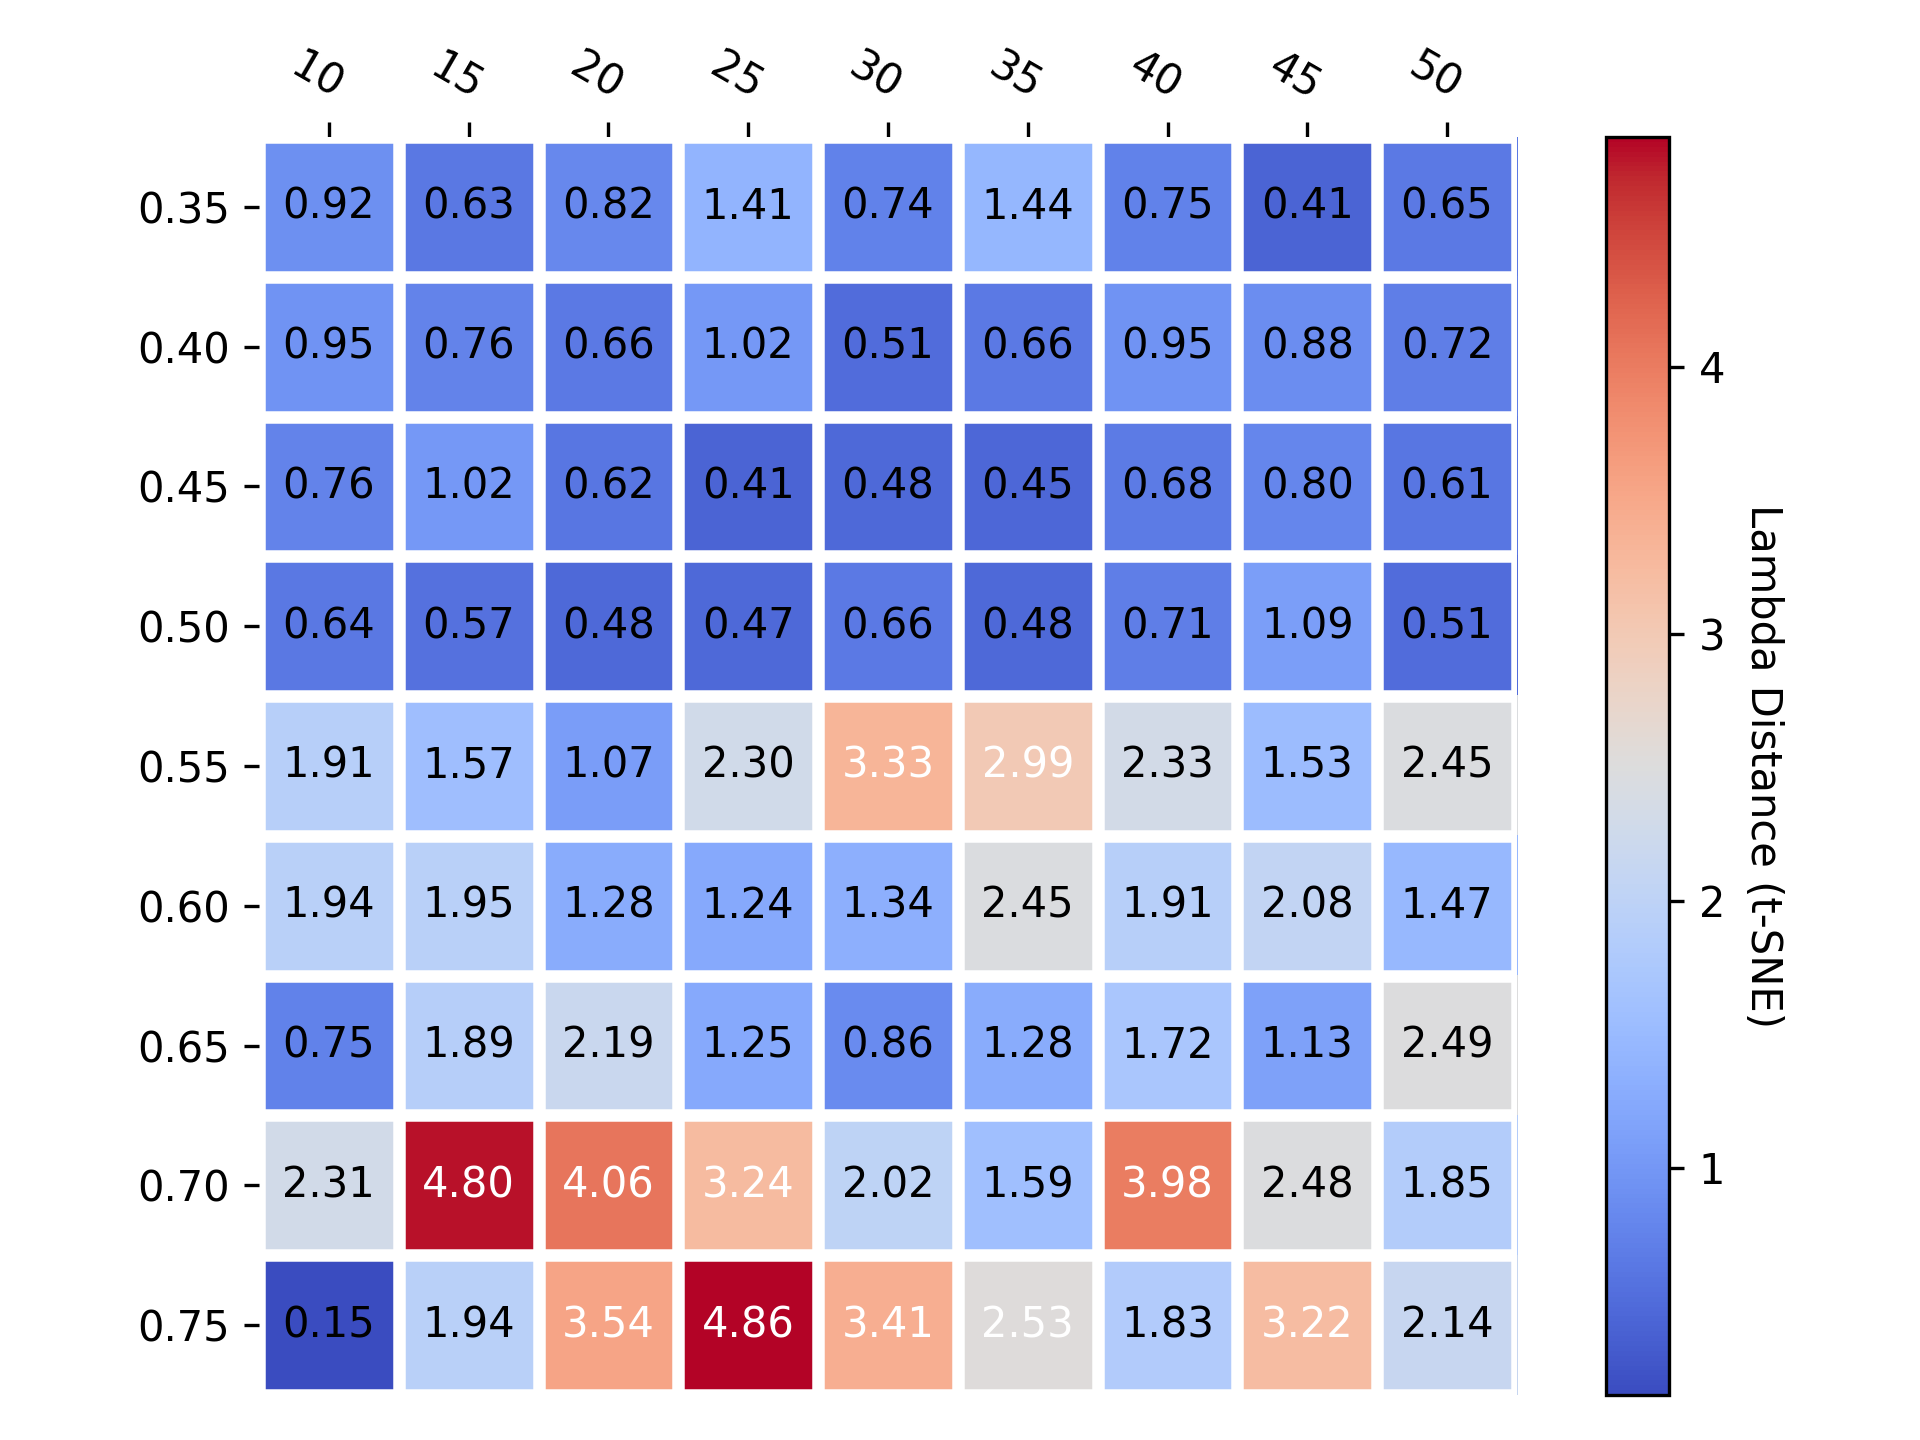 10 15 20 25 30 35 40 45 50
0.35 0.92 0.63 0.82 1.41 0.74 1.44 0.75 0.41 0.65
0.40 0.95 0.76 0.66 1.02 0.51 0.66 0.95 0.88 0.72
0.45 0.76 1.02 0.62 0.41 0.48 0.45 0.68 0.80 0.61
0.50 0.64 0.57 0.48 0.47 0.66 0.48 0.71 1.09 0.51
0.55 1.91 1.57 1.07 2.30 3.33 2.99 2.33 1.53 2.45
0.60 1.94 1.95 1.28 1.24 1.34 2.45 1.91 2.08 1.47
0.65 0.75 1.89 2.19 1.25 0.86 1.28 1.72 1.13 2.49
0.70 2.31 4.80 4.06 3.24 2.02 1.59 3.98 2.48 1.85
0.75 0.15 1.94 3.54 4.86 3.41 2.53 1.83 3.22 2.14
4
3
2
1
Lambda Distance (t-SNE)